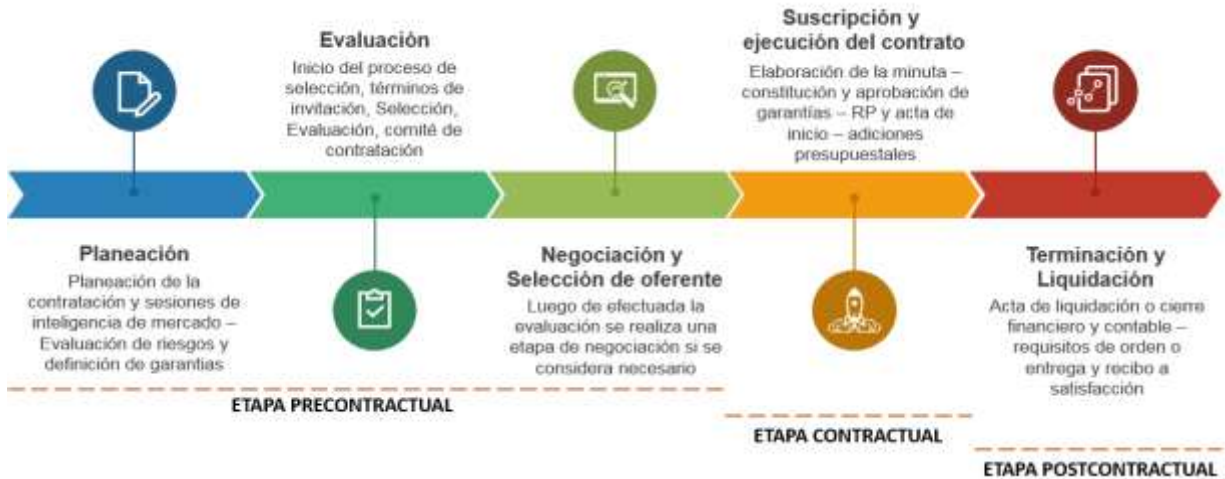 Evaluación
Inicio del proceso de
selección, términos de
invitación, Selección,
Evaluación, comité de
contratación
Suscripción y
ejecución del contrato
Elaboración de la minuta –
constitución y aprobación de
garantías – RP y acta de
inicio – adiciones
presupuestales
Planeación
Planeación de la
contratación y sesiones de
inteligencia de mercado –
Evaluación de riesgos y
definición de garantías
Negociación y
Selección de oferente
Luego de efectuada la
evaluación se realiza una
etapa de negociación si se
considera necesario
Terminación y
Liquidación
Acta de liquidación o cierre
financiero y contable –
requisitos de orden o
entrega y recibo a
satisfacción
ETAPA PRECONTRACTUAL
ETAPA CONTRACTUAL
ETAPA POSTCONTRACTUAL